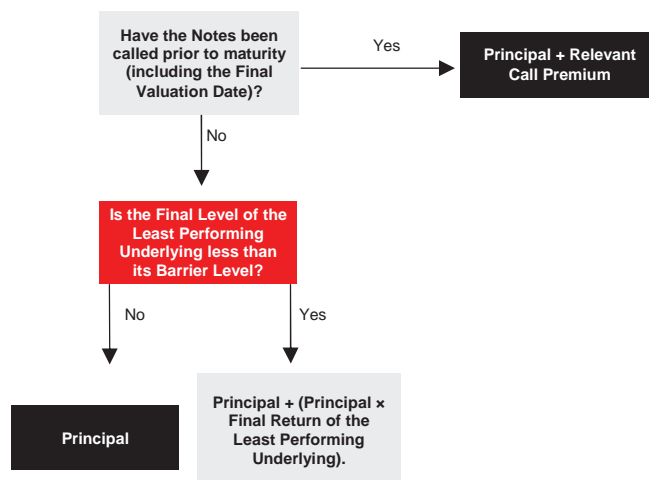 Have the Notes been
called prior to maturity
(including the Final
Valuation Date)?
Yes
Principal + Relevant
Call Premium
No
Is the Final Level of the
Least Performing
Underlying less than
its Barrier Level?
No
Yes
Principal
Principal + (Principal ×
Final Return of the
Least Performing
Underlying).